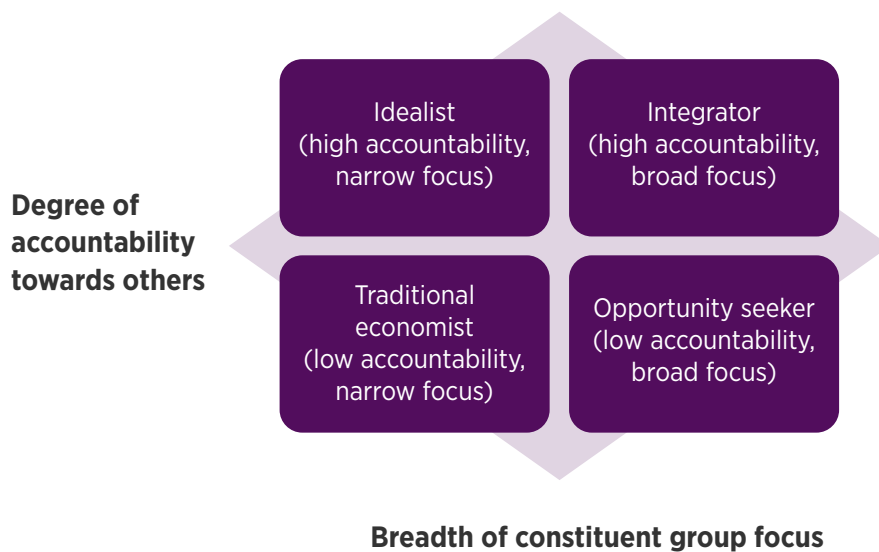 Idealist
(high accountability,
narrow focus)
Integrator
(high accountability,
broad focus)
Degree of
accountability
towards others
Traditional
economist
(low accountability,
narrow focus)
Opportunity seeker
(low accountability,
broad focus)
Breadth of constituent group focus